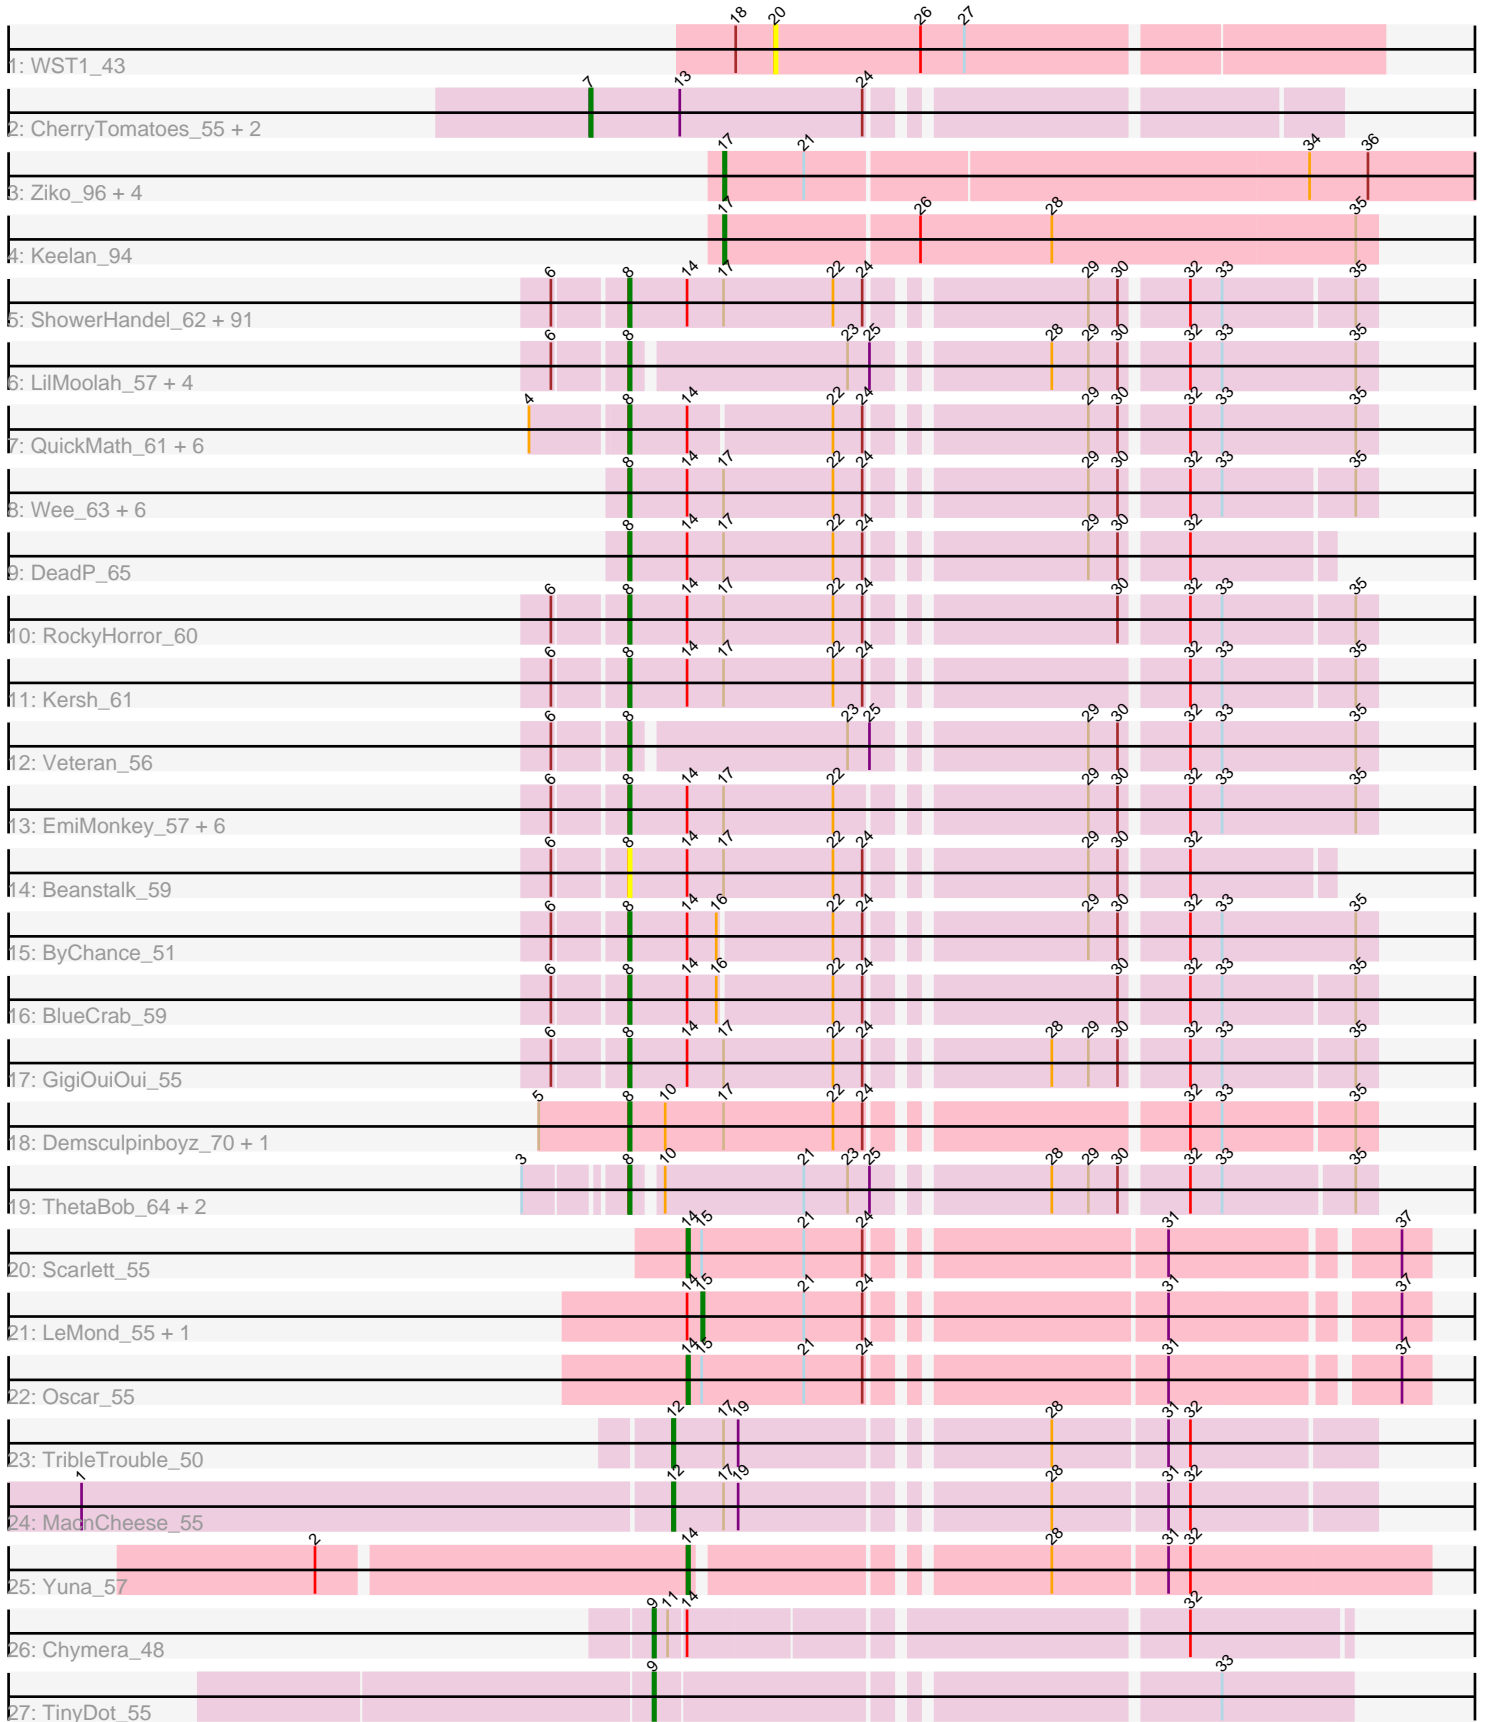 18 20 26 27
1: WST1_43
7 13 24
2: CherryTomatoes_55 + 2
17 21 34 36
3: Ziko_96 + 4
17 26 28 35
4: Keelan_94
6 8 14 17 22 24 29 30 32 33 35
5: ShowerHandel_62 + 91
6 8 23 25 28 29 30 32 33 35
6: LilMoolah_57 + 4
4 8 14 22 24 29 30 32 33 35
7: QuickMath_61 + 6
8 14 17 22 24 29 30 32 33 35
8: Wee_63 + 6
8 14 17 22 24 29 30 32
9: DeadP_65
6 8 14 17 22 24 30 32 33 35
10: RockyHorror_60
6 8 14 17 22 24 32 33 35
11: Kersh_61
6 8 23 25 29 30 32 33 35
12: Veteran_56
6 8 14 17 22 29 30 32 33 35
13: EmiMonkey_57 + 6
6 8 14 17 22 24 29 30 32
14: Beanstalk_59
6 8 14 16 22 24 29 30 32 33 35
15: ByChance_51
6 8 14 16 22 24 30 32 33 35
16: BlueCrab_59
6 8 14 17 22 24 28 29 30 32 33 35
17: GigiOuiOui_55
5 8 10 17 22 24 32 33 35
18: Demsculpinboyz_70 + 1
3 8 10 21 23 25 28 29 30 32 33 35
19: ThetaBob_64 + 2
14 15 21 24 31 37
20: Scarlett_55
14 15 21 24 31 37
21: LeMond_55 + 1
14 15 21 24 31 37
22: Oscar_55
12 17 19 28 31 32
23: TribleTrouble_50
1 12 17 19 28 31 32
24: MacnCheese_55
2 14 28 31 32
25: Yuna_57
9 11 14 32
26: Chymera_48
9 33
27: TinyDot_55